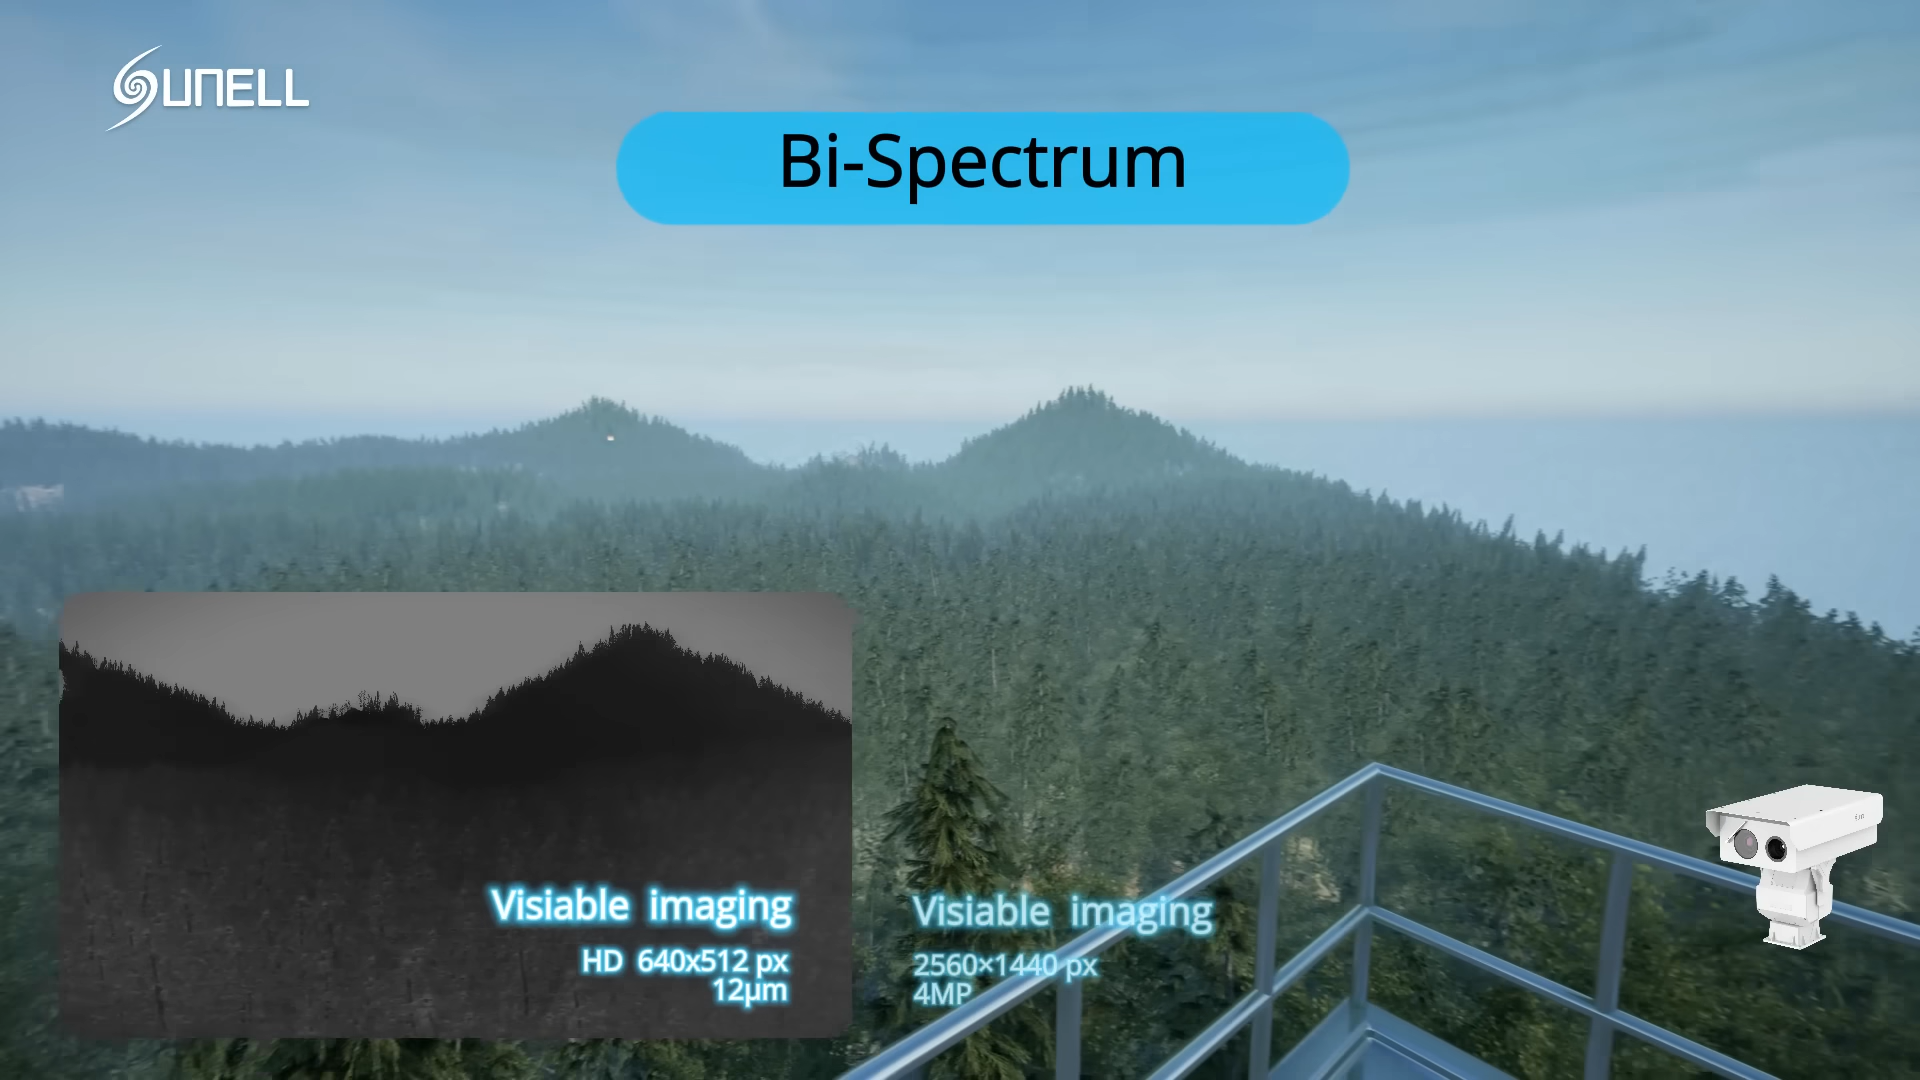 SUNELL
Bi-Spectrum
Visiable imaging
HD 640x512 px
12μm
Visiable imaging
2560×1440 px
4MP